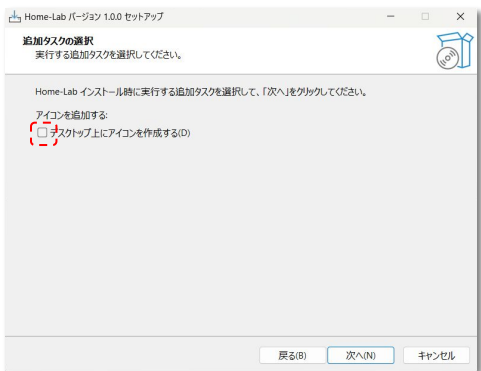 Home-Lab バージョン 1.0.0 セットアップ
追加タスクの選択
実行する追加タスクを選択してください。
Home-Lab インストール時に実行する追加タスクを選択して、「次へ」をクリックしてください。
アイコンを追加する:
デスクトップ上にアイコンを作成する(D)
戻る(B)
次へ(N)
キャンセル